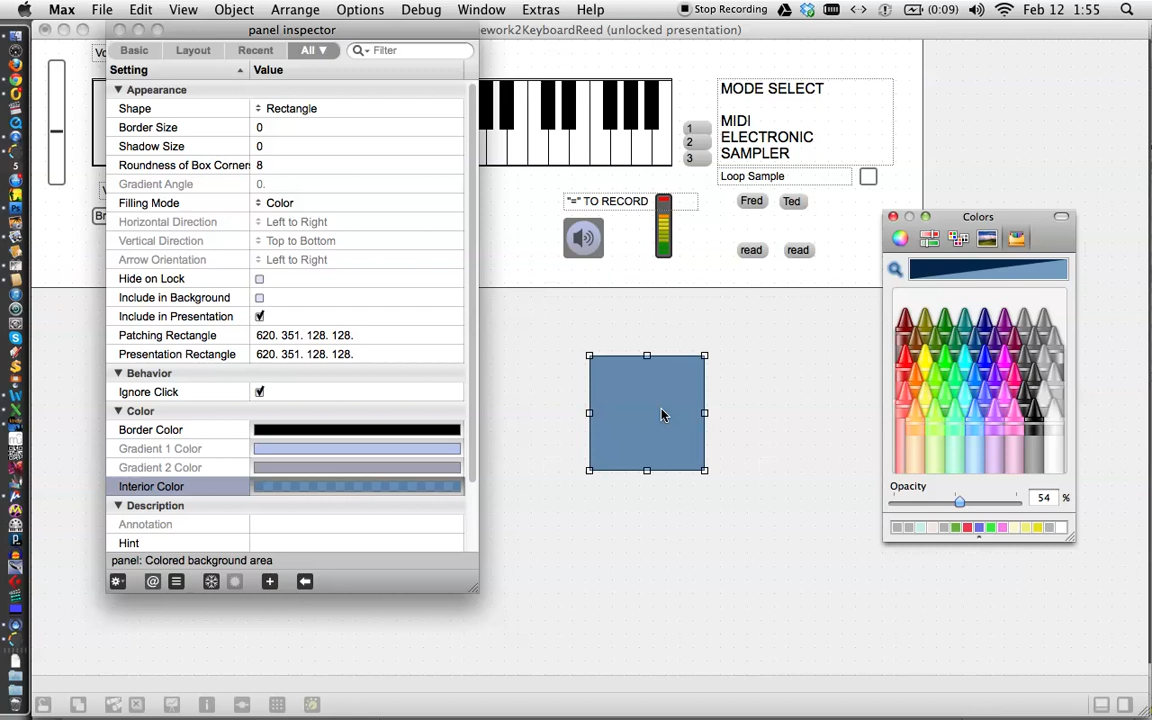 Max File Edit View Object Arrange Options Debug Window Extras Help Stop Recording (0:09) Feb 12 1:55
panel inspector
ework2KeyboardReed (unlocked presentation)
Basic Layout Recent All ▼ Filter
Setting Value
Appearance
Shape Rectangle
Border Size 0
Shadow Size 0
Roundness of Box Corners 8
Gradient Angle 0.
Filling Mode Color
Horizontal Direction Left to Right
Vertical Direction Top to Bottom
Arrow Orientation Left to Right
Hide on Lock
Include in Background
Include in Presentation
Patching Rectangle 620. 351. 128. 128.
Presentation Rectangle 620. 351. 128. 128.
Behavior
Ignore Click
Color
Border Color
Gradient 1 Color
Gradient 2 Color
Interior Color
Description
Annotation
Hint
panel: Colored background area
MODE SELECT
MIDI
ELECTRONIC
SAMPLER
1
2
3
Loop Sample
"=" TO RECORD
Fred Ted
read read
Colors
Opacity
54 %